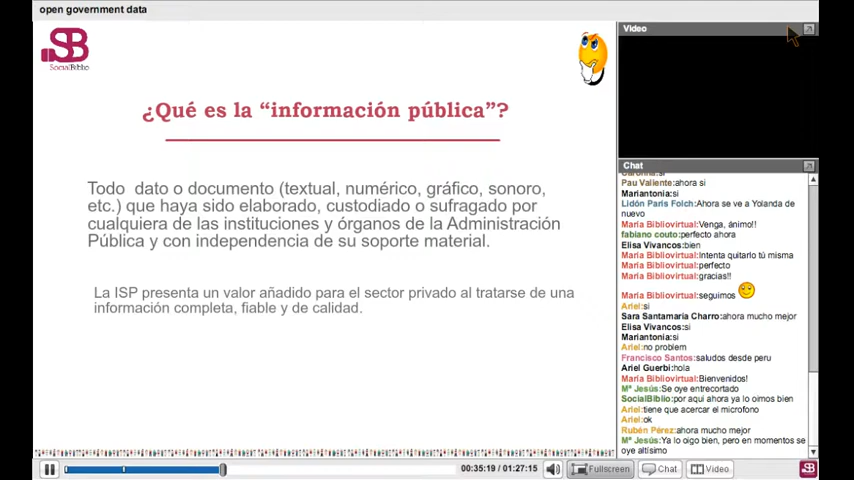 open government data
SB
SocialBiblio
¿Qué es la “información pública”?
Todo dato o documento (textual, numérico, gráfico, sonoro,
etc.) que haya sido elaborado, custodiado o sufragado por
cualquiera de las instituciones y órganos de la Administración
Pública y con independencia de su soporte material.
La ISP presenta un valor añadido para el sector privado al tratarse de una
información completa, fiable y de calidad.
Video
Chat
Pau Valiente:ahora si
Mariantonia:si
Lidón París Folch:Ahora se ve a Yolanda de
nuevo
María Bibliovirtual:Venga, ánimo!!
fabiano couto:perfecto ahora
Elisa Vivancos:bien
María Bibliovirtual:Intenta quitarlo tú misma
María Bibliovirtual:perfecto
María Bibliovirtual:gracias!!
María Bibliovirtual:seguimos
Ariel:si
Sara Santamaria Charro:ahora mucho mejor
Elisa Vivancos:si
Mariantonia:si
Ariel:no problem
Francisco Santos:saludos desde peru
Ariel Guerbi:hola
María Bibliovirtual:Bienvenidos!
Mª Jesús:Se oye entrecortado
SocialBiblio:por aqui ahora ya lo oimos bien
Ariel:tiene que acercar el microfono
Ariel:ok
Rubén Pérez:ahora mucho mejor
Mª Jesús:Ya lo oigo bien, pero en momentos se
oye altísimo
00:35:19 / 01:27:15
Fullscreen
Chat
Video
SB